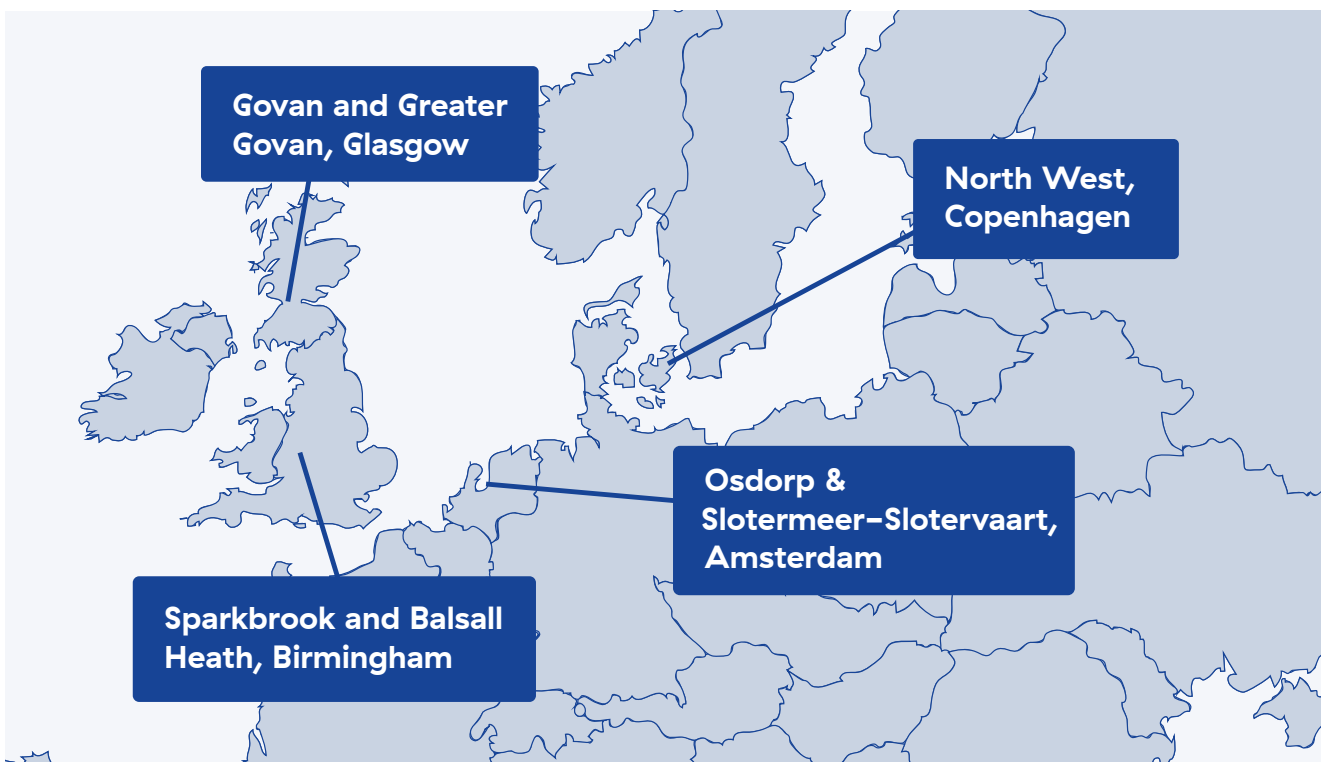 Govan and Greater
Govan, Glasgow
North West,
Copenhagen
Osdorp &
Slotermeer-Slotervaart,
Amsterdam
Sparkbrook and Balsall
Heath, Birmingham